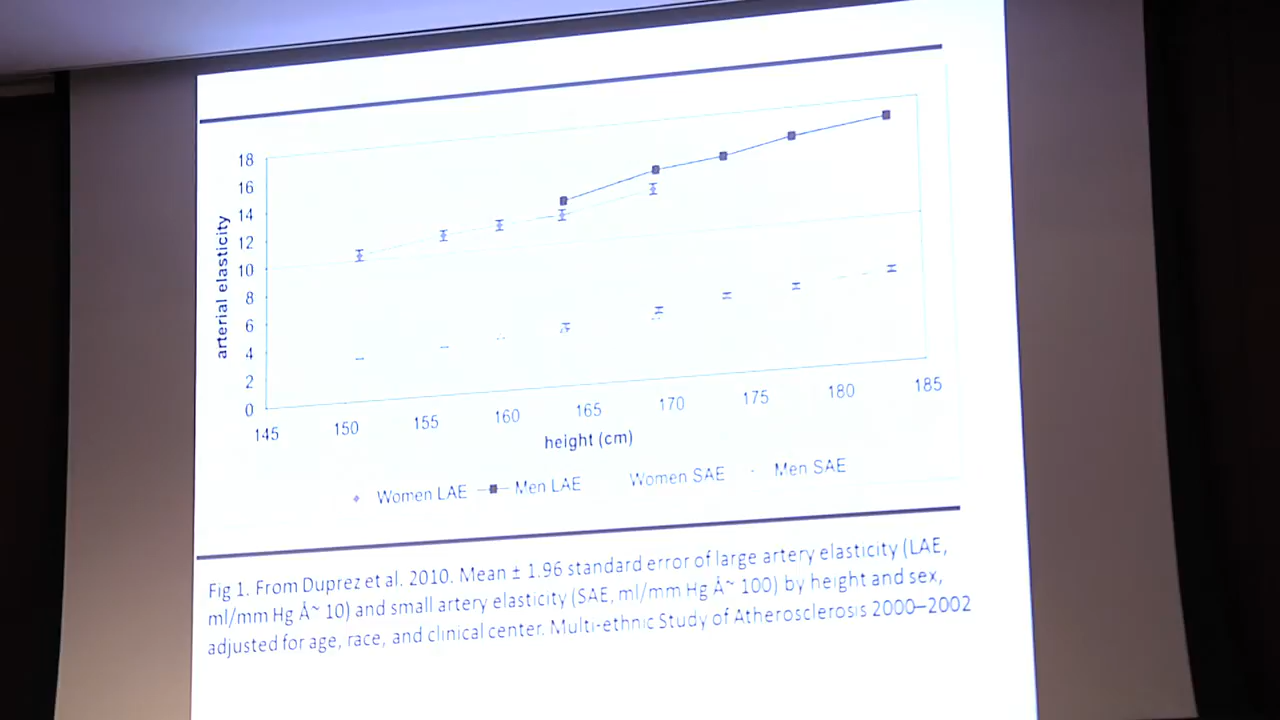 18
16
14
12
10
8
6
4
2
0
arterial elasticity
145 150 155 160 165 170 175 180 185
height (cm)
Women LAE Men LAE Women SAE Men SAE
Fig 1. From Duprez et al. 2010. Mean ± 1.96 standard error of large artery elasticity (LAE,
ml/mm Hg Å~ 10) and small artery elasticity (SAE, ml/mm Hg Å~ 100) by height and sex,
adjusted for age, race, and clinical center. Multi-ethnic Study of Atherosclerosis 2000–2002